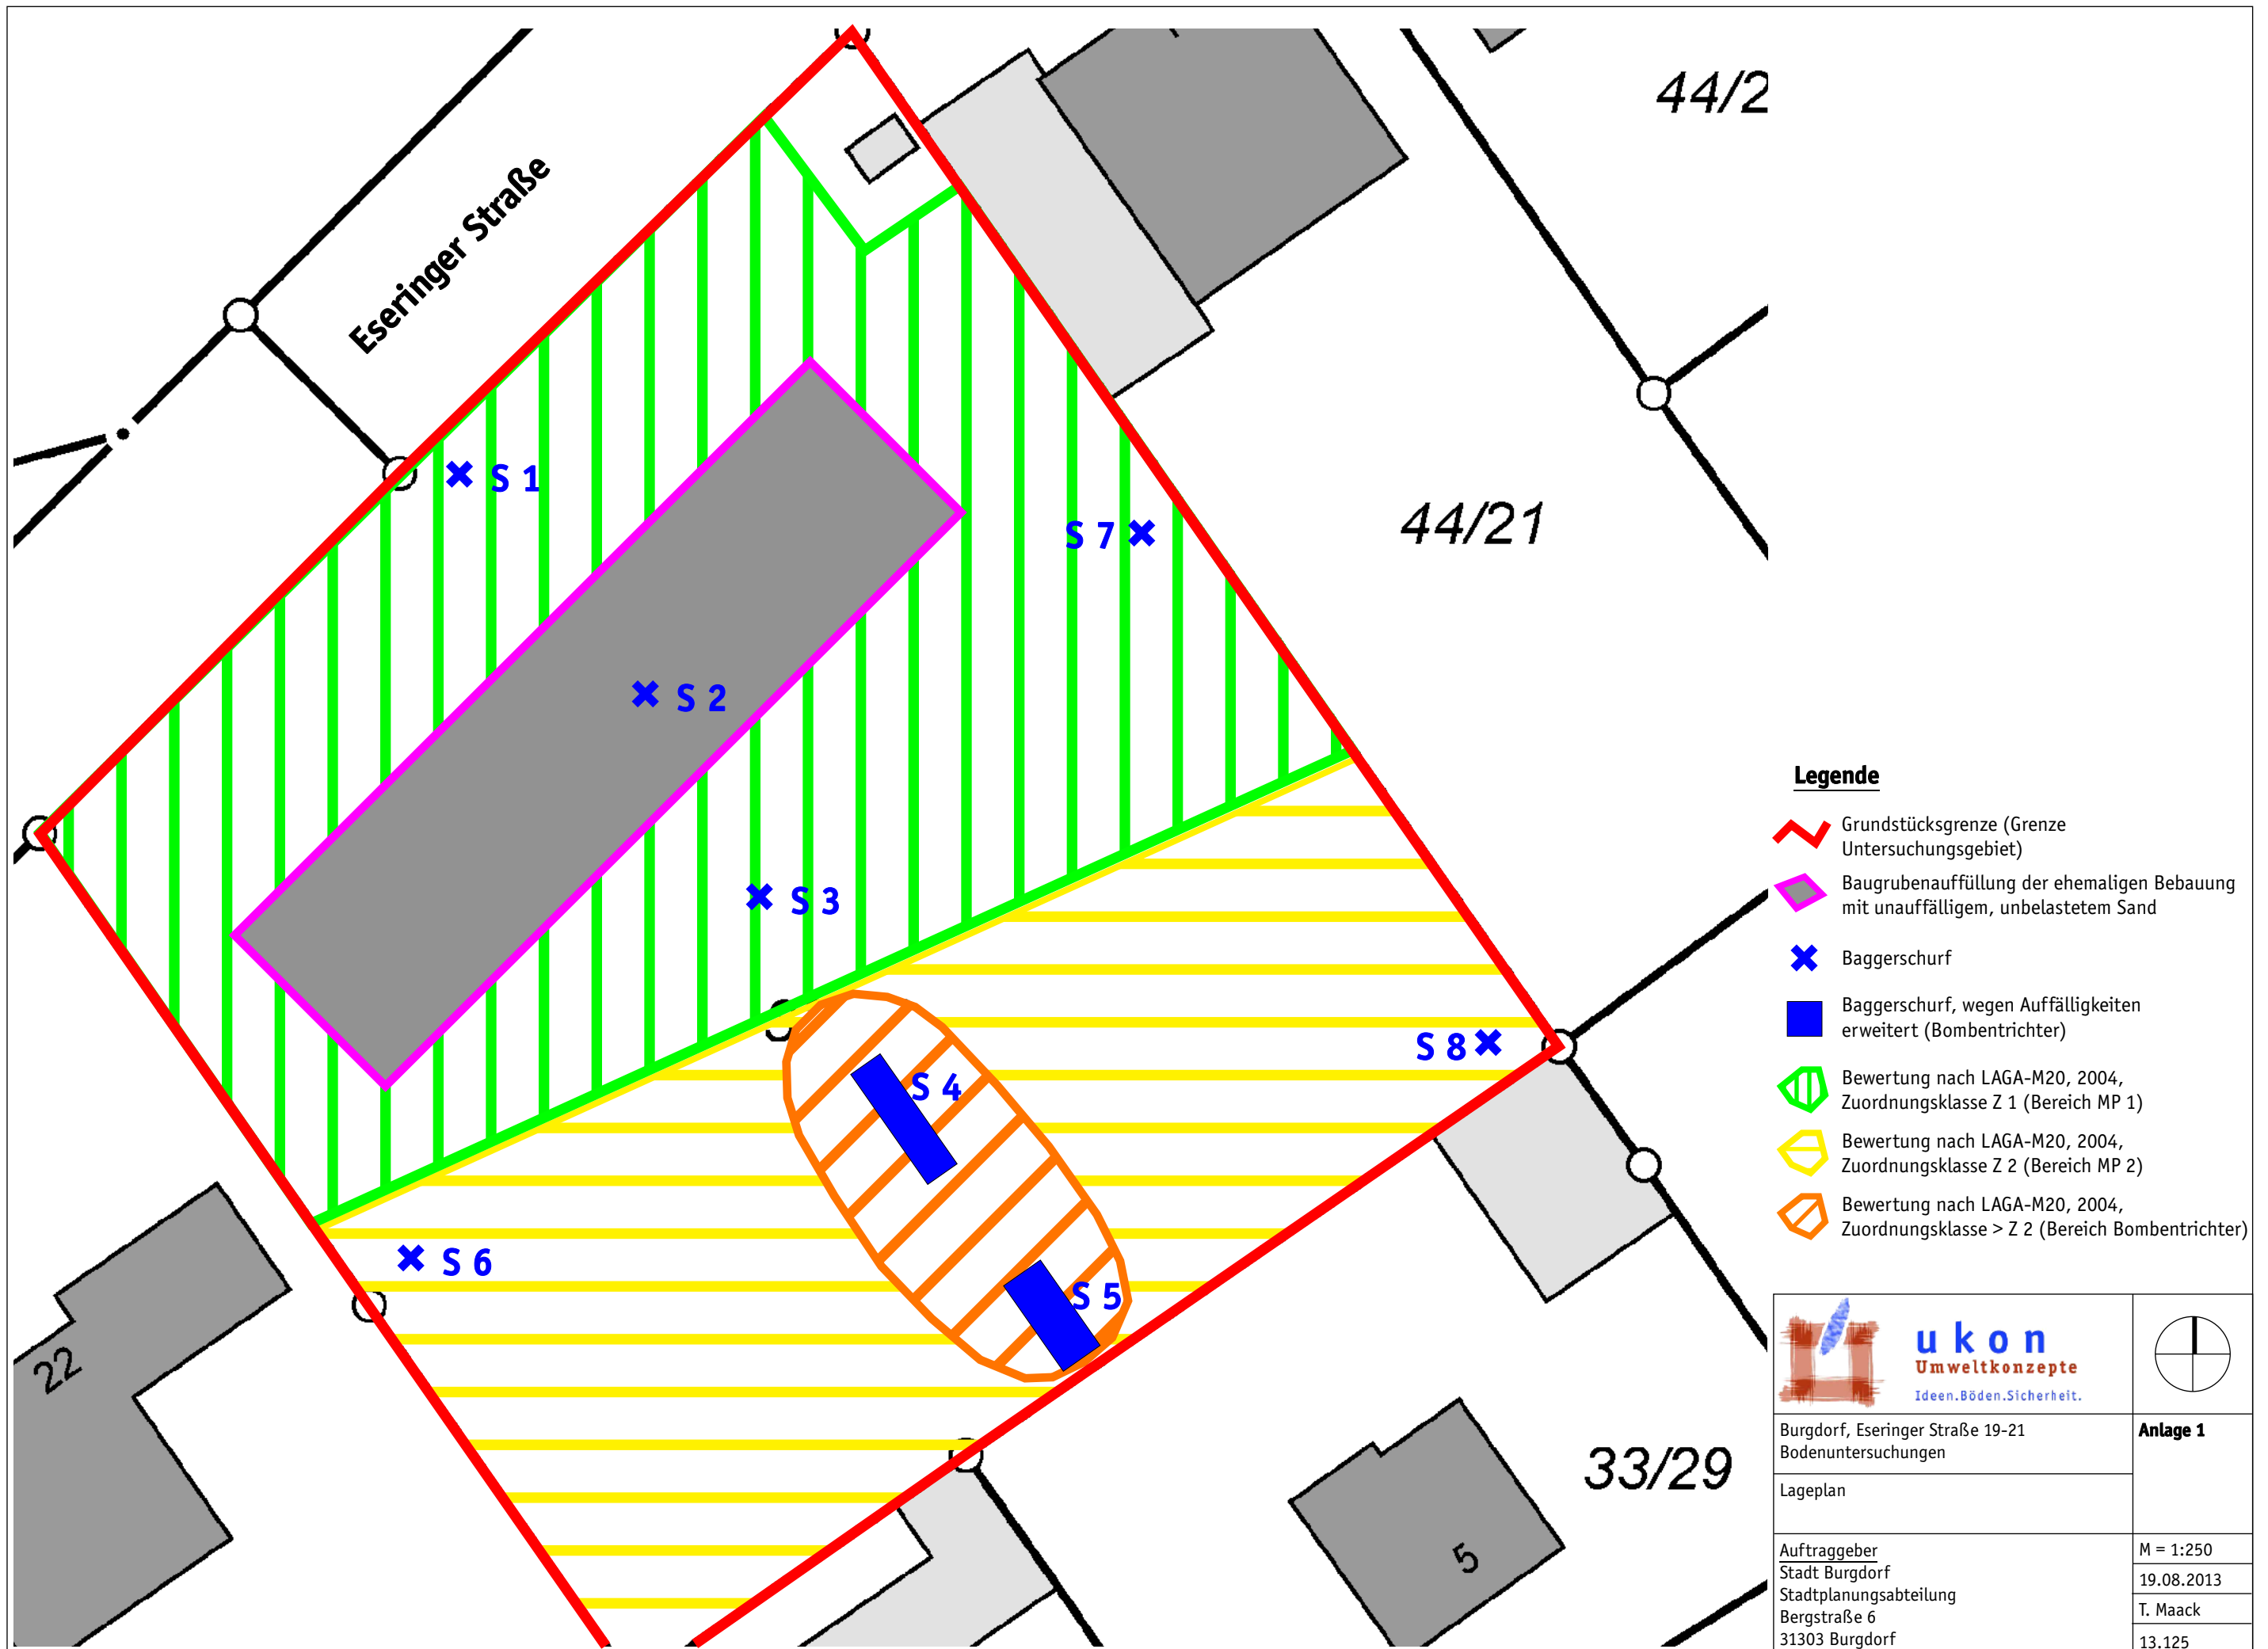 44/2
Eseringer Straße
S 1
S 7
44/21
S 2
S 3
S 8
S 4
S 6
S 5
22
33/29
5
Legende
Grundstücksgrenze (Grenze
Untersuchungsgebiet)
Baugrubenauffüllung der ehemaligen Bebauung
mit unauffälligem, unbelastetem Sand
Baggerschurf
Baggerschurf, wegen Auffälligkeiten
erweitert (Bombentrichter)
Bewertung nach LAGA-M20, 2004,
Zuordnungsklasse Z 1 (Bereich MP 1)
Bewertung nach LAGA-M20, 2004,
Zuordnungsklasse Z 2 (Bereich MP 2)
Bewertung nach LAGA-M20, 2004,
Zuordnungsklasse > Z 2 (Bereich Bombentrichter)
ukon
Umweltkonzepte
Ideen.Böden.Sicherheit.
Burgdorf, Eseringer Straße 19-21
Bodenuntersuchungen
Anlage 1
Lageplan
Auftraggeber
Stadt Burgdorf
Stadtplanungsabteilung
Bergstraße 6
31303 Burgdorf
M = 1:250
19.08.2013
T. Maack
13.125